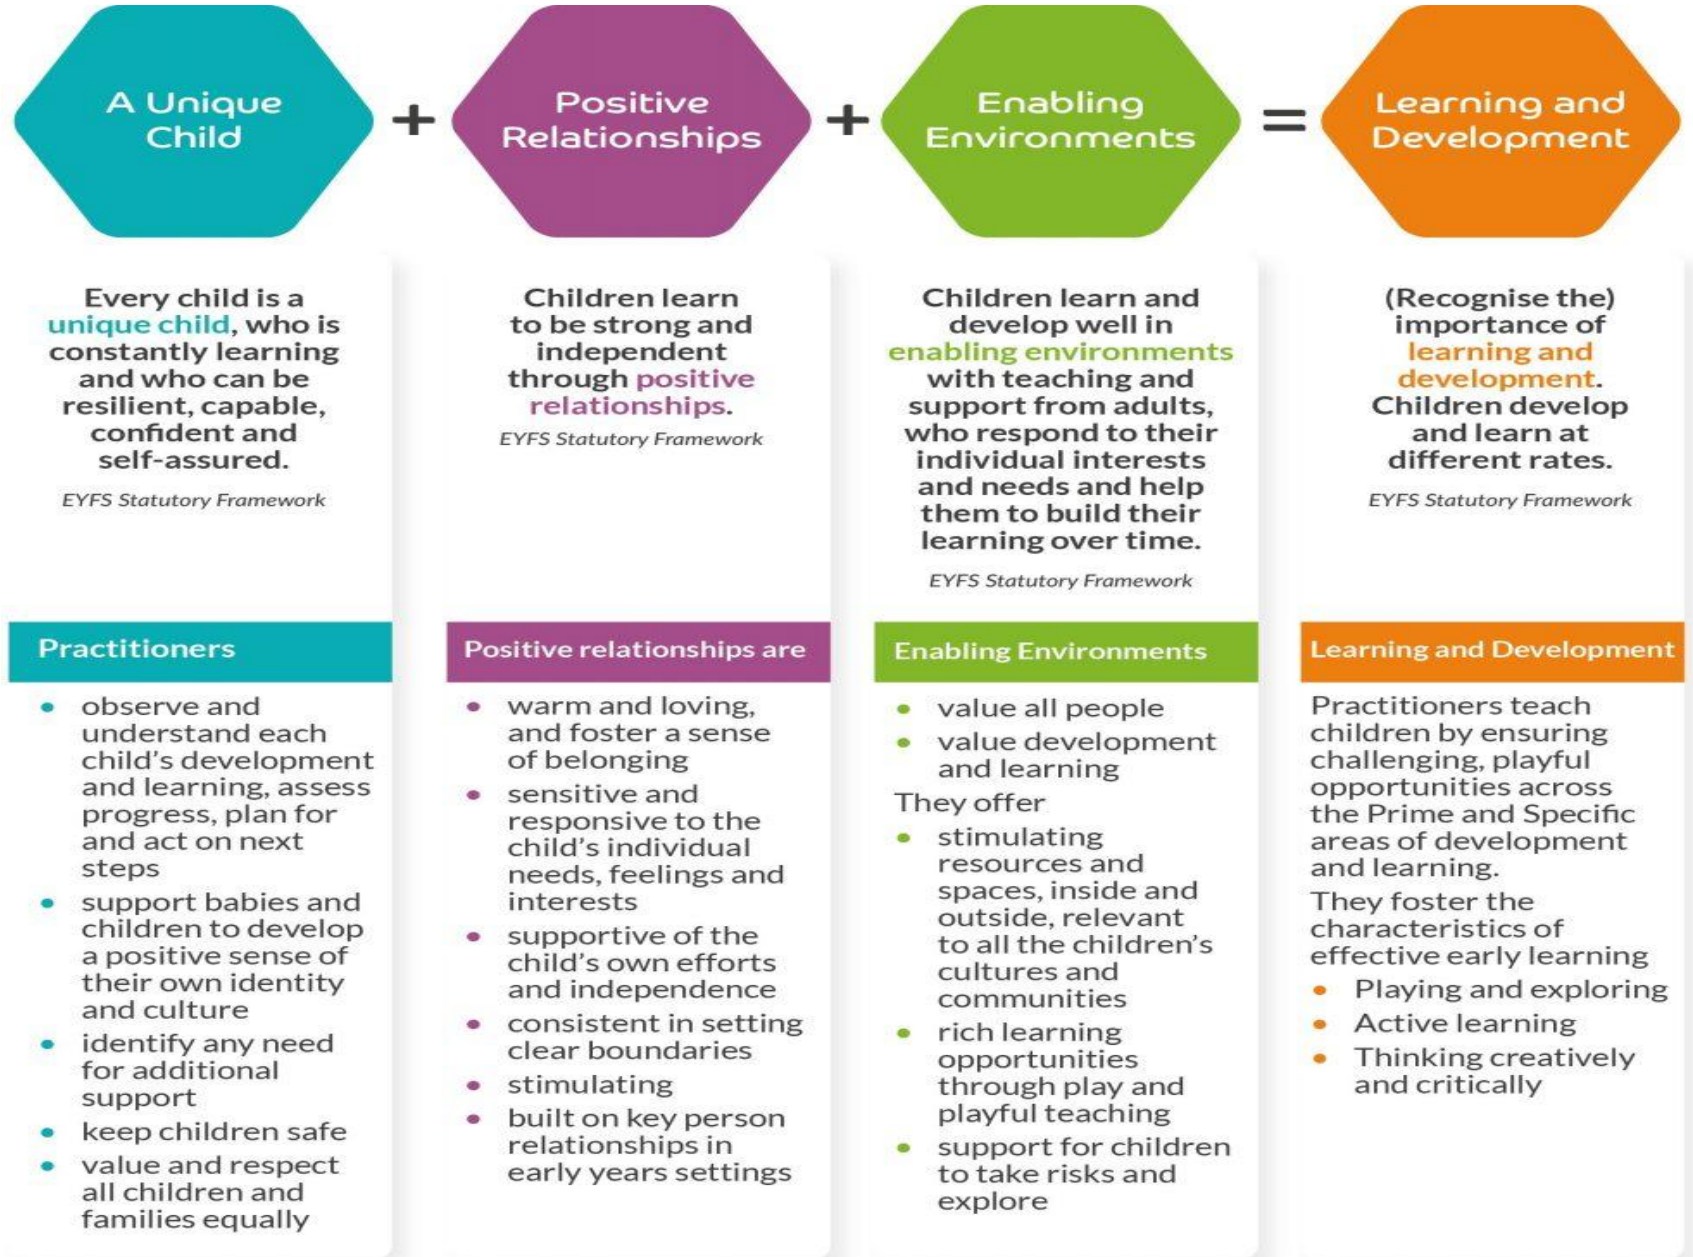 A Unique
Child
+
Positive
Relationships
+
Enabling
Environments
=
Learning and
Development
Every child is a
unique child, who is
constantly learning
and who can be
resilient, capable,
confident and
self-assured.
EYFS Statutory Framework
Children learn
to be strong and
independent
through positive
relationships.
EYFS Statutory Framework
Children learn and
develop well in
enabling environments
with teaching and
support from adults,
who respond to their
individual interests
and needs and help
them to build their
learning over time.
EYFS Statutory Framework
(Recognise the)
importance of
learning and
development.
Children develop
and learn at
different rates.
EYFS Statutory Framework
Practitioners
• observe and
understand each
child's development
and learning, assess
progress, plan for
and act on next
steps
• support babies and
children to develop
a positive sense of
their own identity
and culture
• identify any need
for additional
support
• keep children safe
• value and respect
all children and
families equally
Positive relationships are
• warm and loving,
and foster a sense
of belonging
• sensitive and
responsive to the
child's individual
needs, feelings and
interests
• supportive of the
child's own efforts
and independence
• consistent in setting
clear boundaries
• stimulating
• built on key person
relationships in
early years settings
Enabling Environments
• value all people
• value development
and learning
They offer
• stimulating
resources and
spaces, inside and
outside, relevant
to all the children's
cultures and
communities
• rich learning
opportunities
through play and
playful teaching
• support for children
to take risks and
explore
Learning and Development
Practitioners teach
children by ensuring
challenging, playful
opportunities across
the Prime and Specific
areas of development
and learning.
They foster the
characteristics of
effective early learning
• Playing and exploring
• Active learning
• Thinking creatively
and critically